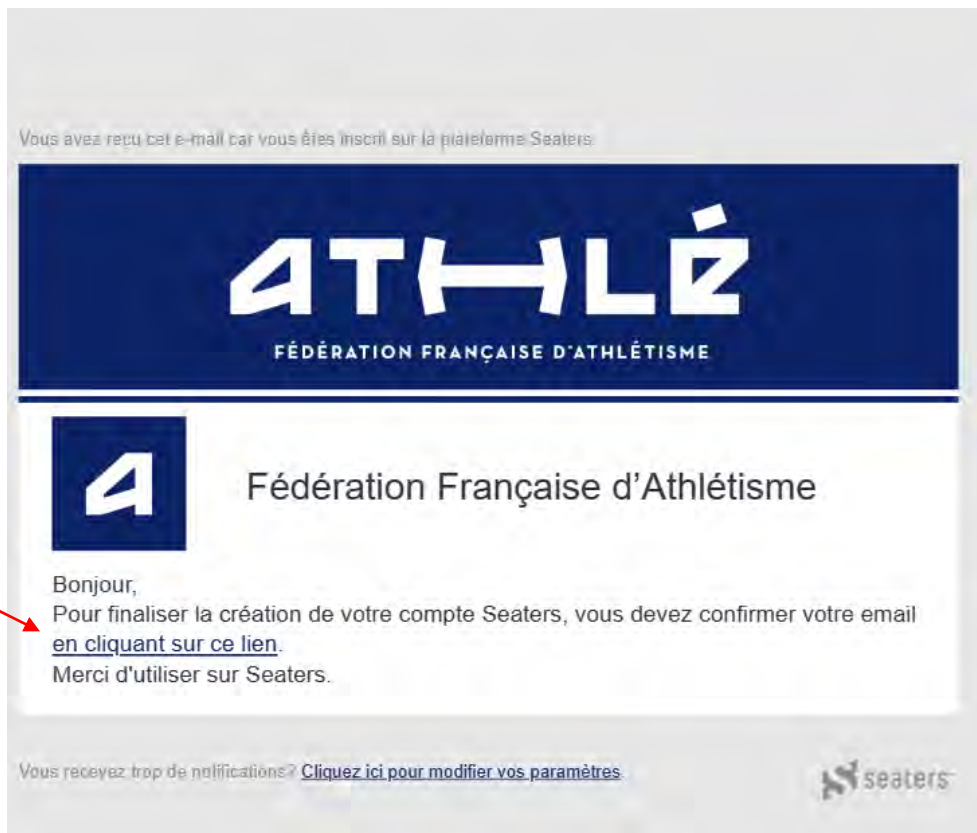 Vous avez reçu cet e-mail car vous êtes inscrit sur la plateforme Seaters
ATHLÉ
FÉDÉRATION FRANÇAISE D'ATHLÉTISME
Fédération Française d’Athlétisme
Bonjour,
Pour finaliser la création de votre compte Seaters, vous devez confirmer votre email
en cliquant sur ce lien.
Merci d'utiliser sur Seaters.
Vous recevez trop de notifications? Cliquez ici pour modifier vos paramètres
seaters